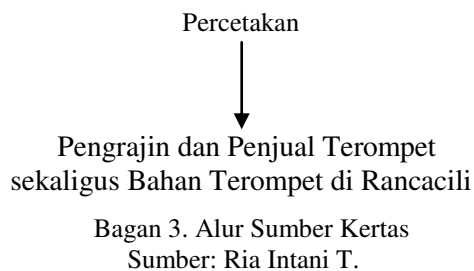 Percetakan
Pengrajin dan Penjual Terompet
sekaligus Bahan Terompet di Rancacili
Bagan 3. Alur Sumber Kertas
Sumber: Ria Intani T.